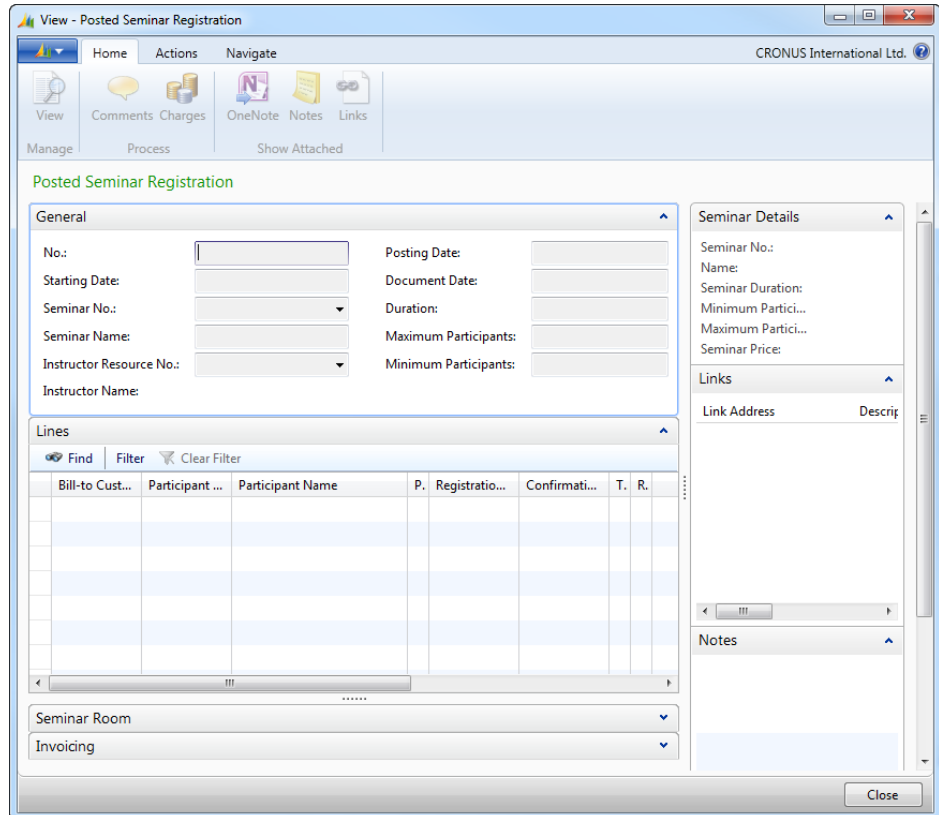 View - Posted Seminar Registration
Home Actions Navigate CRONUS International Ltd.
View Comments Charges OneNote Notes Links
Manage Process Show Attached
Posted Seminar Registration
General
No.: Posting Date:
Starting Date: Document Date:
Seminar No.: Duration:
Seminar Name: Maximum Participants:
Instructor Resource No.: Minimum Participants:
Instructor Name:
Lines
Find Filter Clear Filter
Bill-to Cust... Participant ... Participant Name P. Registratio... Confirmati... T. R.
Seminar Room
Invoicing
Seminar Details
Seminar No.:
Name:
Seminar Duration:
Minimum Partici...
Maximum Partici...
Seminar Price:
Links
Link Address Descrip
Notes
Close